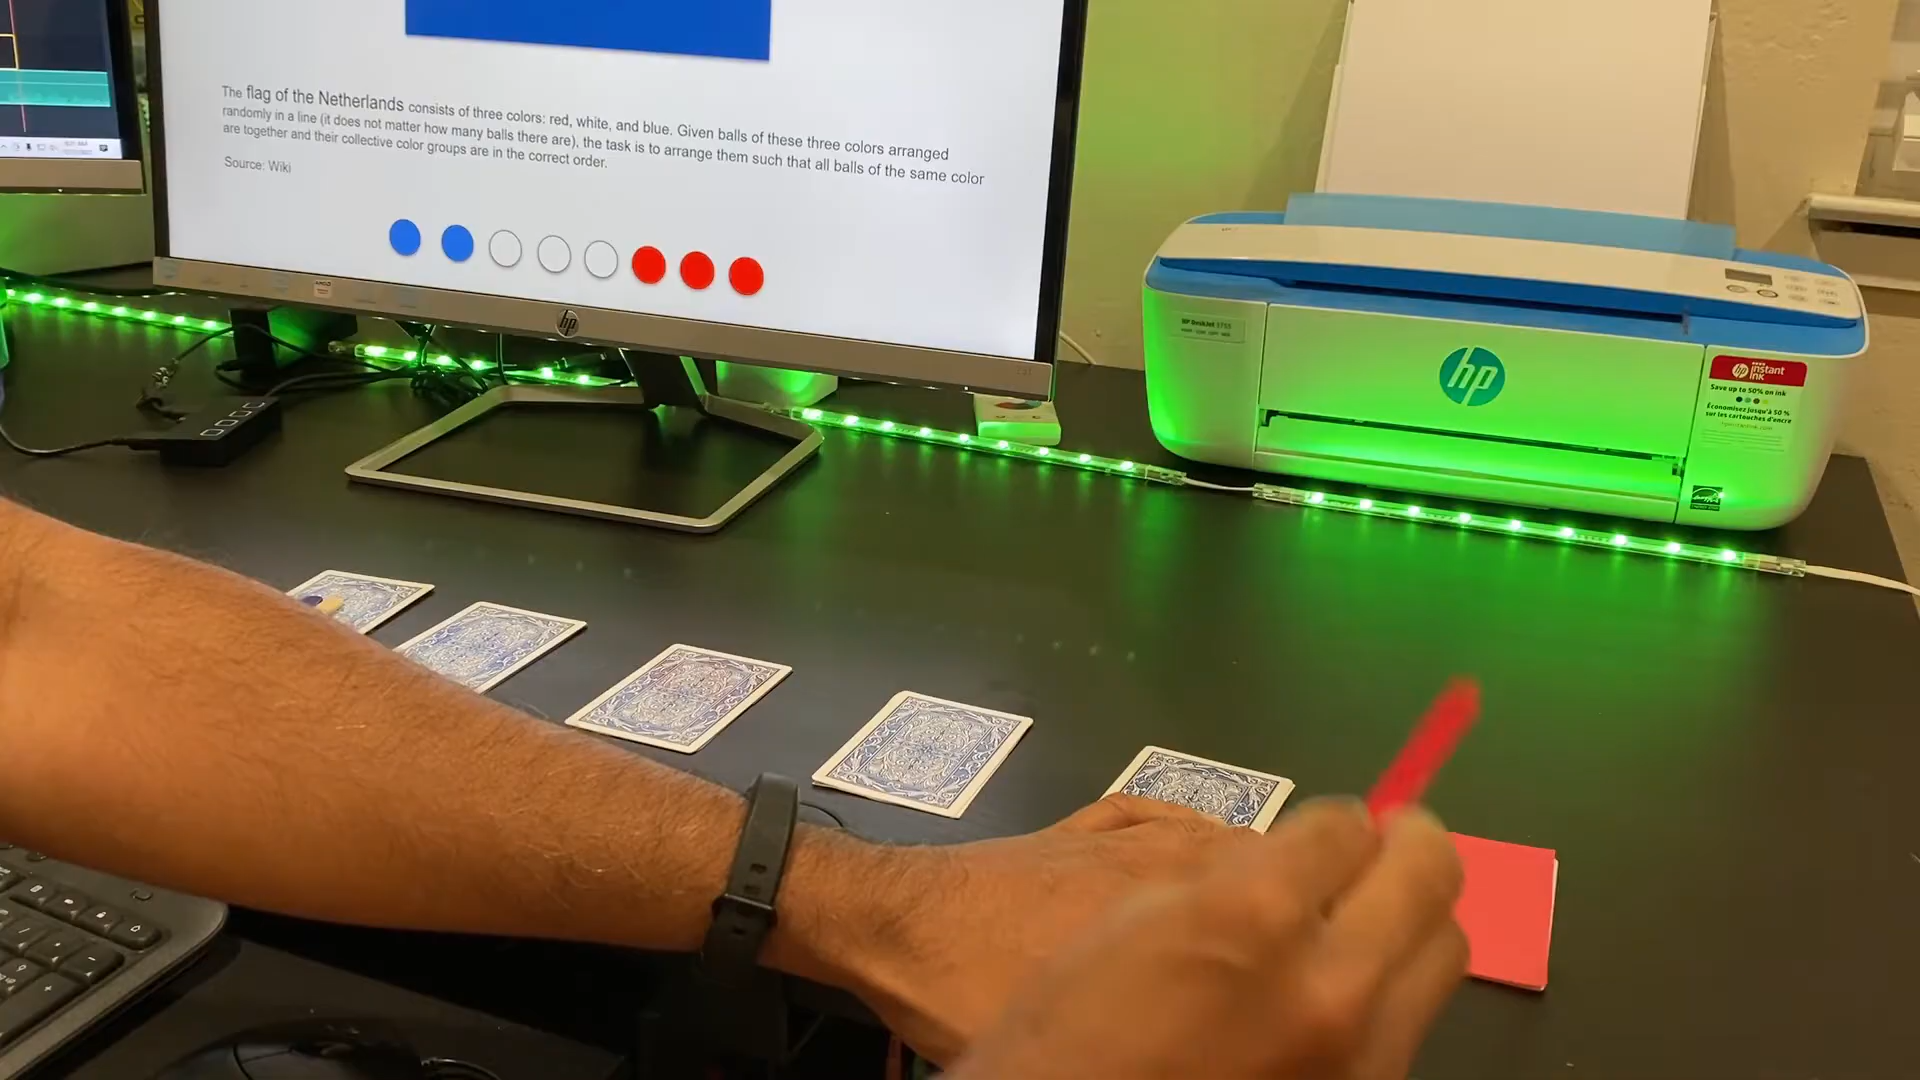 The flag of the Netherlands consists of three colors: red, white, and blue. Given balls of these three colors arranged
randomly in a line (it does not matter how many balls there are), the task is to arrange them such that all balls of the same color
are together and their collective color groups are in the correct order.
Source: Wiki
hp
HP DeskJet 3755
hp
hp instant ink
Save up to 50% on ink
Économisez jusqu'à 50 %
sur les cartouches d'encre